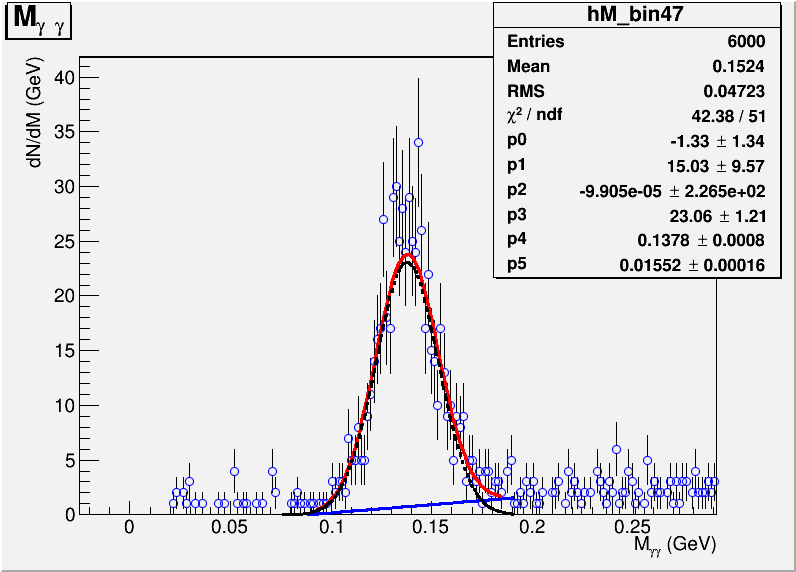 Mγ γ
hM_bin47
Entries 6000
Mean 0.1524
RMS 0.04723
χ² / ndf 42.38 / 51
p0 -1.33 ± 1.34
p1 15.03 ± 9.57
p2 -9.905e-05 ± 2.265e+02
p3 23.06 ± 1.21
p4 0.1378 ± 0.0008
p5 0.01552 ± 0.00016
dN/dM (GeV)
40
35
30
25
20
15
10
5
0
0 0.05 0.1 0.15 0.2 0.25
Mγγ (GeV)